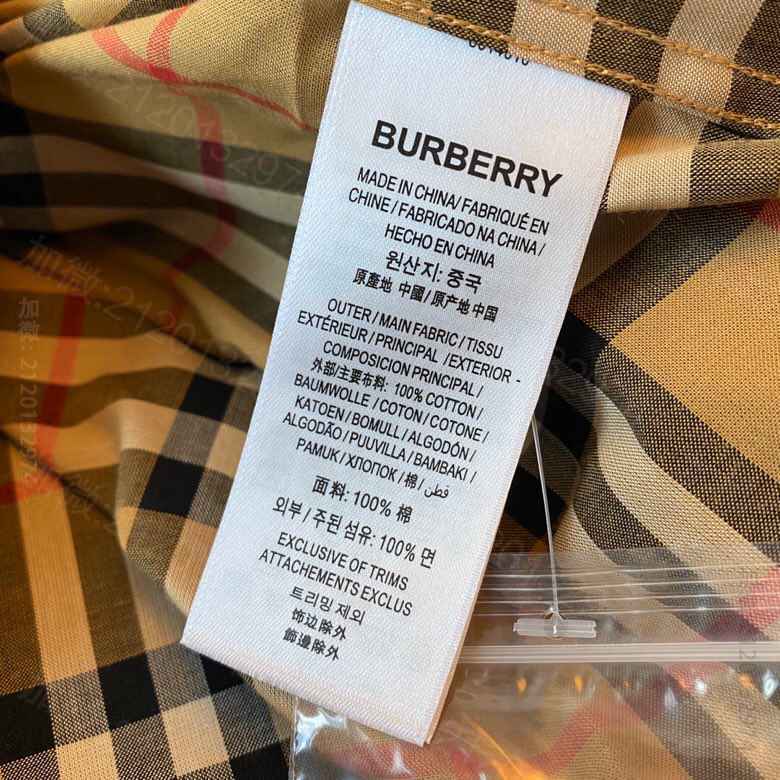 BURBERRY
MADE IN CHINA/ FABRIQUÉ EN
CHINE / FABRICADO NA CHINA /
HECHO EN CHINA
원산지: 중국
原產地 中國 / 原产地 中国
OUTER / MAIN FABRIC / TISSU
EXTÉRIEUR / PRINCIPAL / EXTERIOR -
COMPOSICION PRINCIPAL /
外部/主要布料: 100% COTTON /
BAUMWOLLE / COTON / COTONE /
KATOEN / BOMULL / ALGODÓN /
ALGODÃO / PUUVILLA / BAMBAKI /
PAMUK / ХЛОПОК / 棉 / قطن
面料: 100% 棉
외부 / 주된 섬유: 100% 면
EXCLUSIVE OF TRIMS
ATTACHEMENTS EXCLUS
트리밍 제외
饰边除外
飾邊除外
加微: